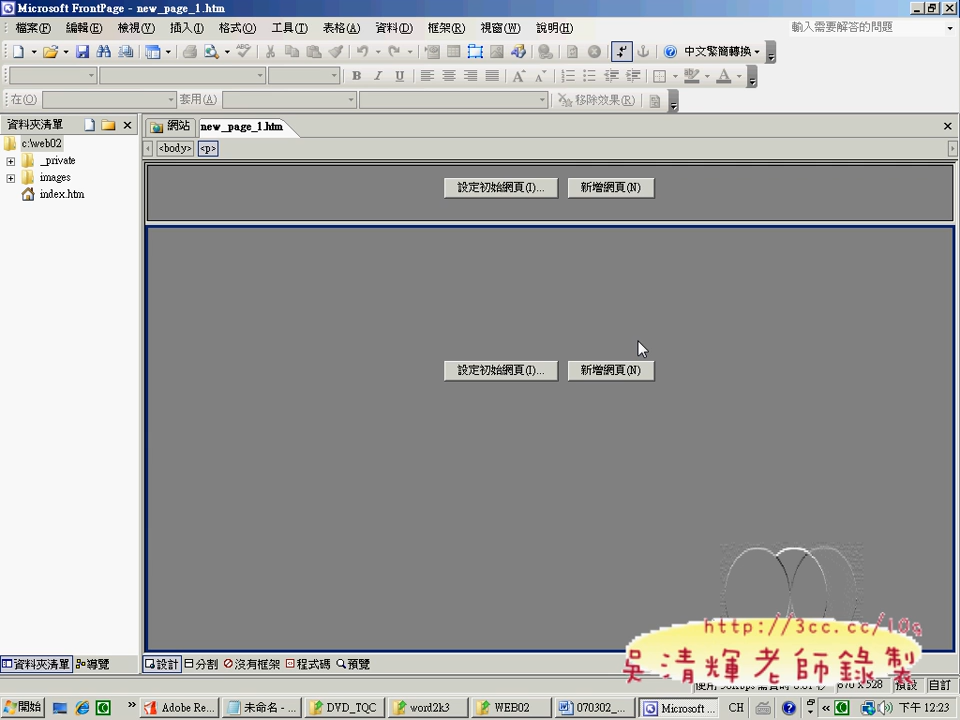 Microsoft FrontPage - new_page_1.htm
檔案(F) 編輯(E) 檢視(V) 插入(I) 格式(O) 工具(T) 表格(A) 資料(D) 框架(R) 視窗(W) 說明(H) 輸入需要解答的問題
中文繁簡轉換
B I U A A A
在(O) 套用(A) 移除效果(R)
資料夾清單 網站 new_page_1.htm
c:\web02 <body> <p>
_private
images
index.htm
設定初始網頁(I)... 新增網頁(N)
設定初始網頁(I)... 新增網頁(N)
http://3cc.cc/18s
吳清輝老師錄製
資料夾清單 導覽 設計 分割 沒有框架 程式碼 預覽
670 x 528 預設 自訂
開始 Adobe Re... 未命名 - ... DVD_TQC word2k3 WEB02 070302_... Microsoft ... CH 下午 12:23